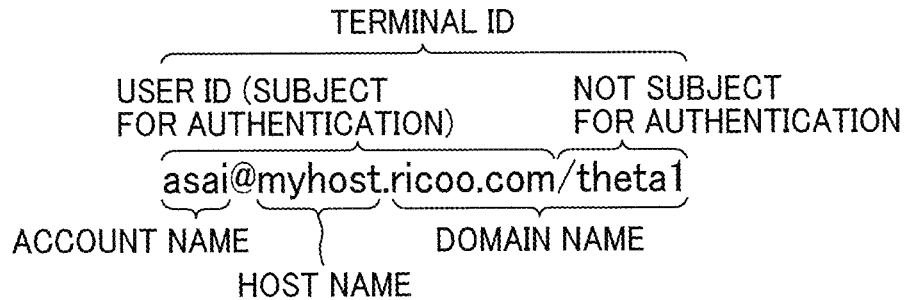 TERMINAL ID
USER ID (SUBJECT
FOR AUTHENTICATION)
NOT SUBJECT
FOR AUTHENTICATION
asai@myhost.ricoo.com/theta1
ACCOUNT NAME
DOMAIN NAME
HOST NAME